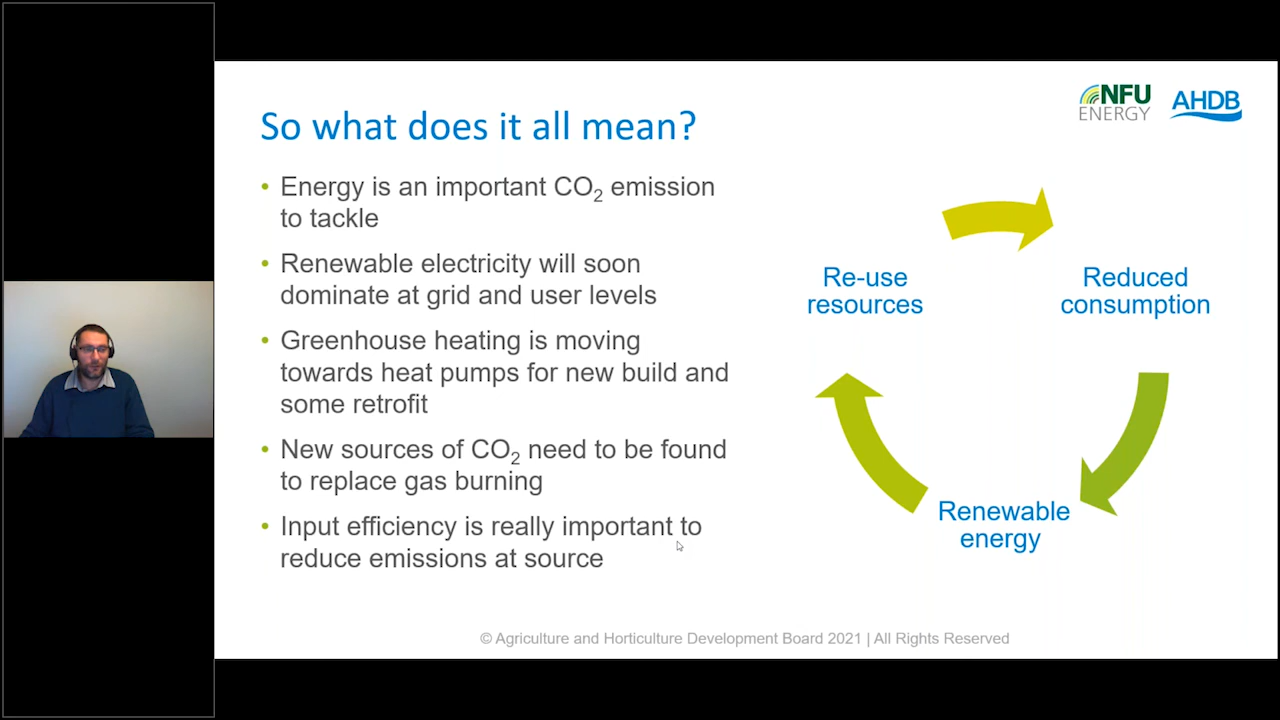 NFU
ENERGY
AHDB
So what does it all mean?
• Energy is an important CO₂ emission
to tackle
• Renewable electricity will soon
dominate at grid and user levels
• Greenhouse heating is moving
towards heat pumps for new build and
some retrofit
• New sources of CO₂ need to be found
to replace gas burning
• Input efficiency is really important to
reduce emissions at source
Re-use
resources
Reduced
consumption
Renewable
energy
© Agriculture and Horticulture Development Board 2021 | All Rights Reserved